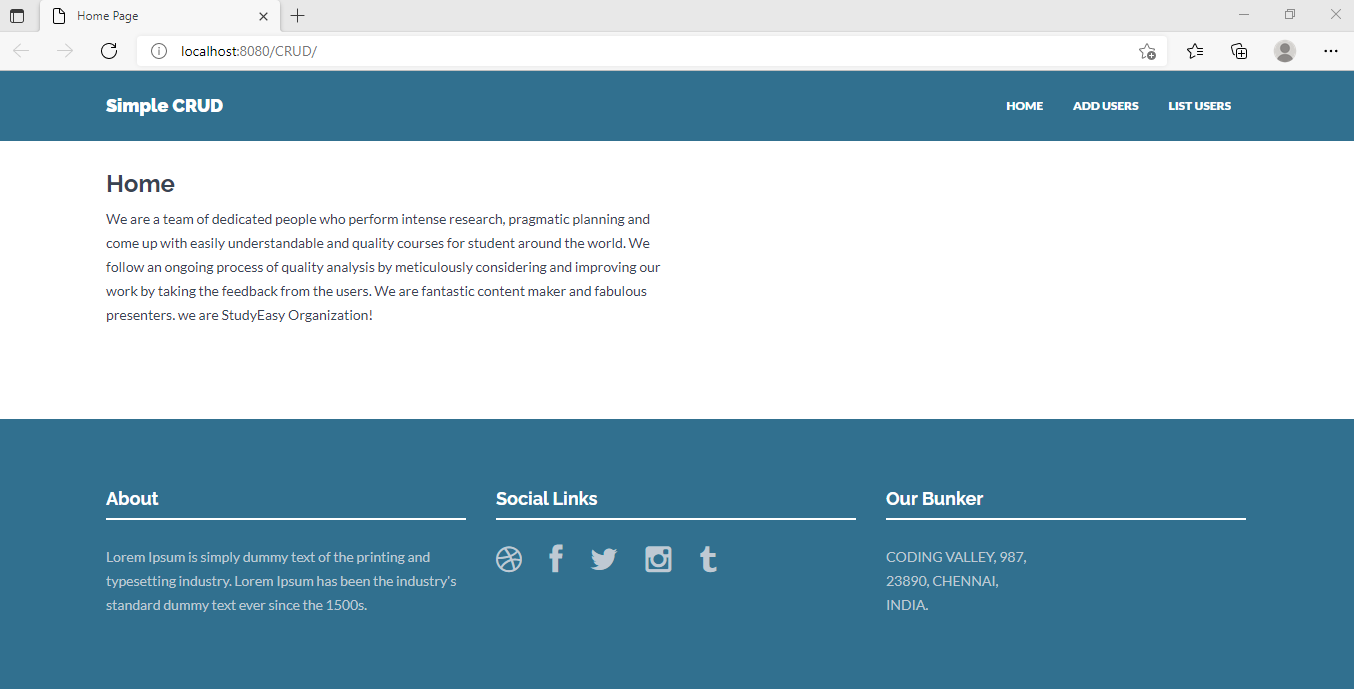 Home Page
localhost:8080/CRUD/
Simple CRUD
HOME ADD USERS LIST USERS
Home
We are a team of dedicated people who perform intense research, pragmatic planning and
come up with easily understandable and quality courses for student around the world. We
follow an ongoing process of quality analysis by meticulously considering and improving our
work by taking the feedback from the users. We are fantastic content maker and fabulous
presenters. we are StudyEasy Organization!
About
Lorem Ipsum is simply dummy text of the printing and
typesetting industry. Lorem Ipsum has been the industry's
standard dummy text ever since the 1500s.
Social Links
Our Bunker
CODING VALLEY, 987,
23890, CHENNAI,
INDIA.